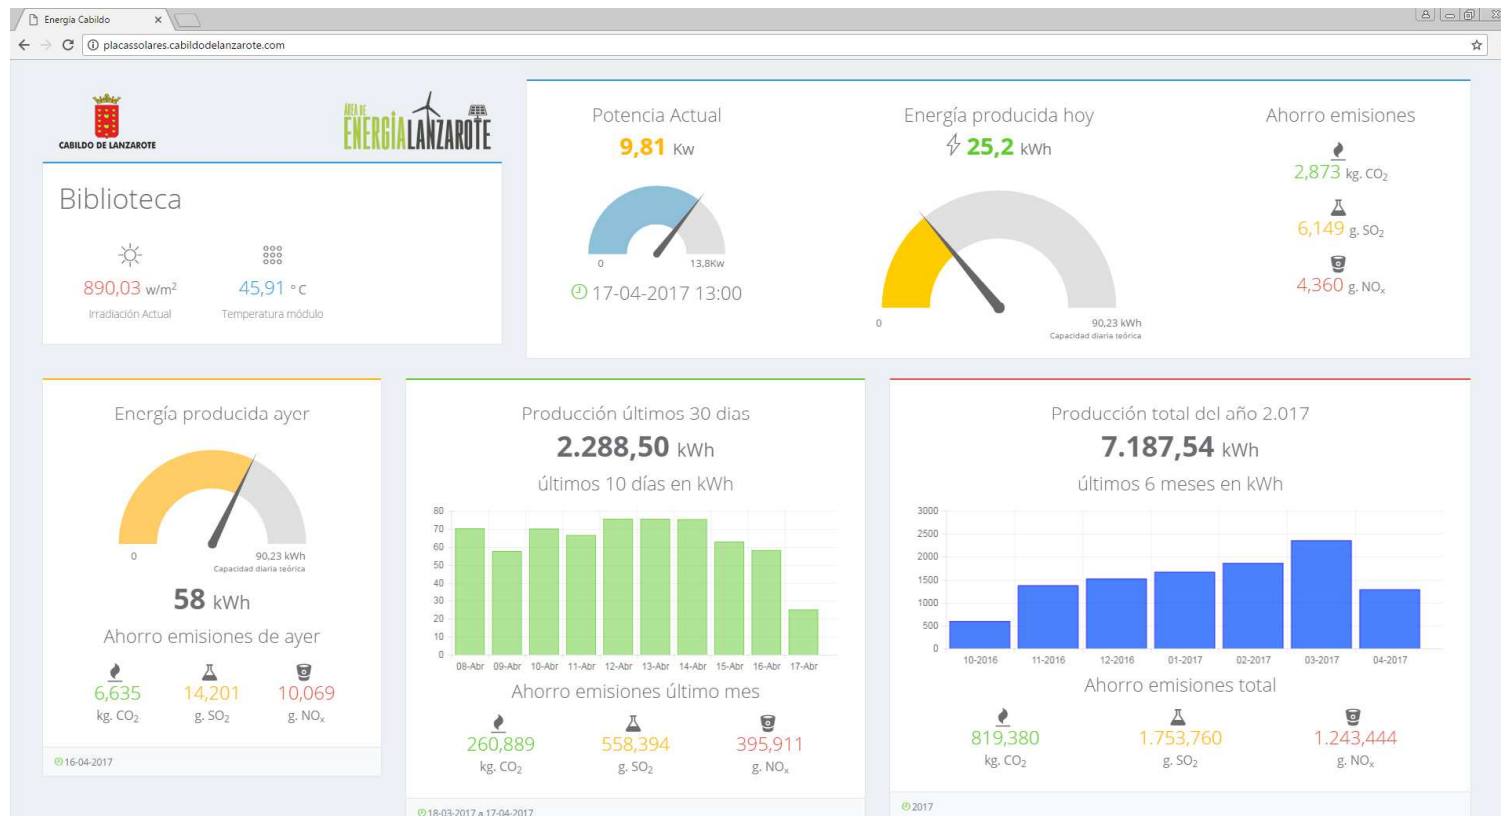 Energía Cabildo
placassolares.cabildodelanzarote.com
CABILDO DE LANZAROTE
ÁREA DE
ENERGÍALANZAROTE
Biblioteca
890,03 w/m²
Irradiación Actual
45,91 ° C
Temperatura módulo
Potencia Actual
9,81 Kw
0
13,8Kw
17-04-2017 13:00
Energía producida hoy
25,2 kWh
0
90,23 kWh
Capacidad diaria teórica
Ahorro emisiones
2,873 kg. CO₂
6,149 g. SO₂
4,360 g. NOₓ
Energía producida ayer
0
90,23 kWh
Capacidad diaria teórica
58 kWh
Ahorro emisiones de ayer
6,635
kg. CO₂
14,201
g. SO₂
10,069
g. NOₓ
16-04-2017
Producción últimos 30 dias
2.288,50 kWh
últimos 10 días en kWh
80
70
60
50
40
30
20
10
0
08-Abr 09-Abr 10-Abr 11-Abr 12-Abr 13-Abr 14-Abr 15-Abr 16-Abr 17-Abr
Ahorro emisiones último mes
260,889
kg. CO₂
558,394
g. SO₂
395,911
g. NOₓ
18-03-2017 a 17-04-2017
Producción total del año 2.017
7.187,54 kWh
últimos 6 meses en kWh
3000
2500
2000
1500
1000
500
0
10-2016 11-2016 12-2016 01-2017 02-2017 03-2017 04-2017
Ahorro emisiones total
819,380
kg. CO₂
1.753,760
g. SO₂
1.243,444
g. NOₓ
2017